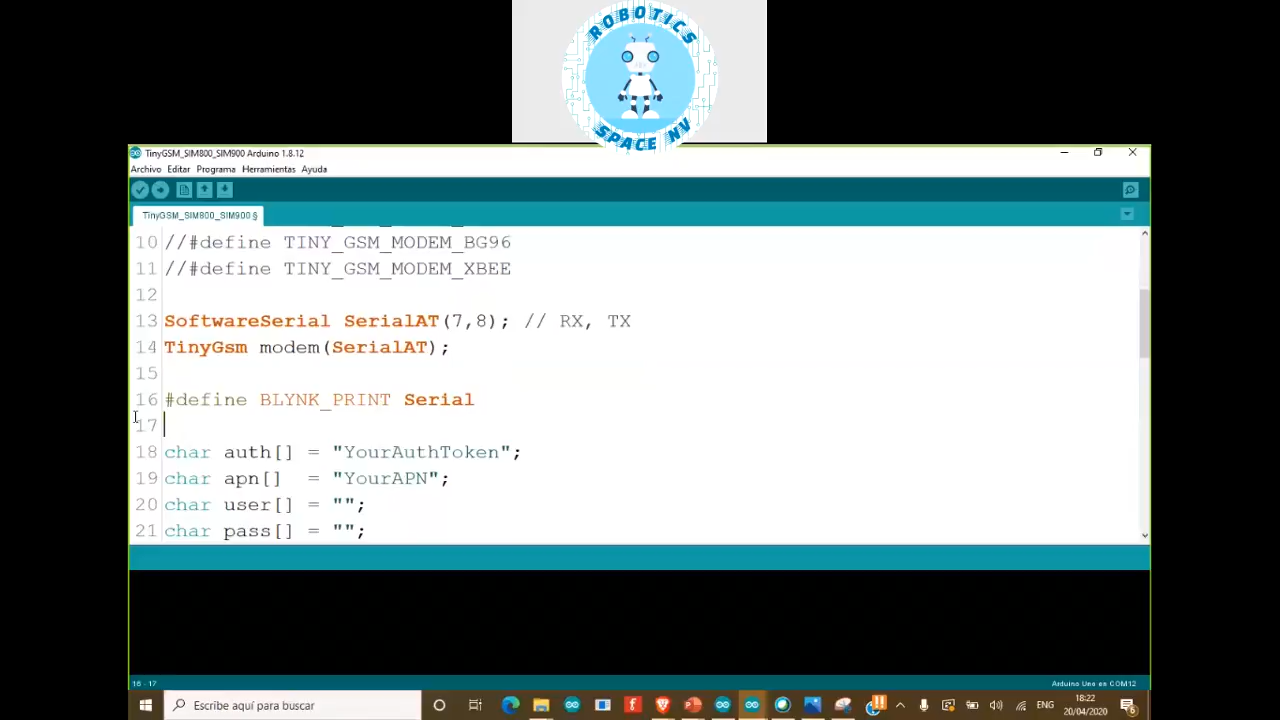 ROBOTICS
SPACE NV
TinyGSM_SIM800_SIM900 Arduino 1.8.12
Archivo Editar Programa Herramientas Ayuda
TinyGSM_SIM800_SIM900 §
10 //#define TINY_GSM_MODEM_BG96
11 //#define TINY_GSM_MODEM_XBEE
12
13 SoftwareSerial SerialAT(7,8); // RX, TX
14 TinyGsm modem(SerialAT);
15
16 #define BLYNK_PRINT Serial
17
18 char auth[] = "YourAuthToken";
19 char apn[]  = "YourAPN";
20 char user[] = "";
21 char pass[] = "";
16 - 17
Arduino Uno en COM12
Escribe aquí para buscar
ENG
18:22
20/04/2020
6